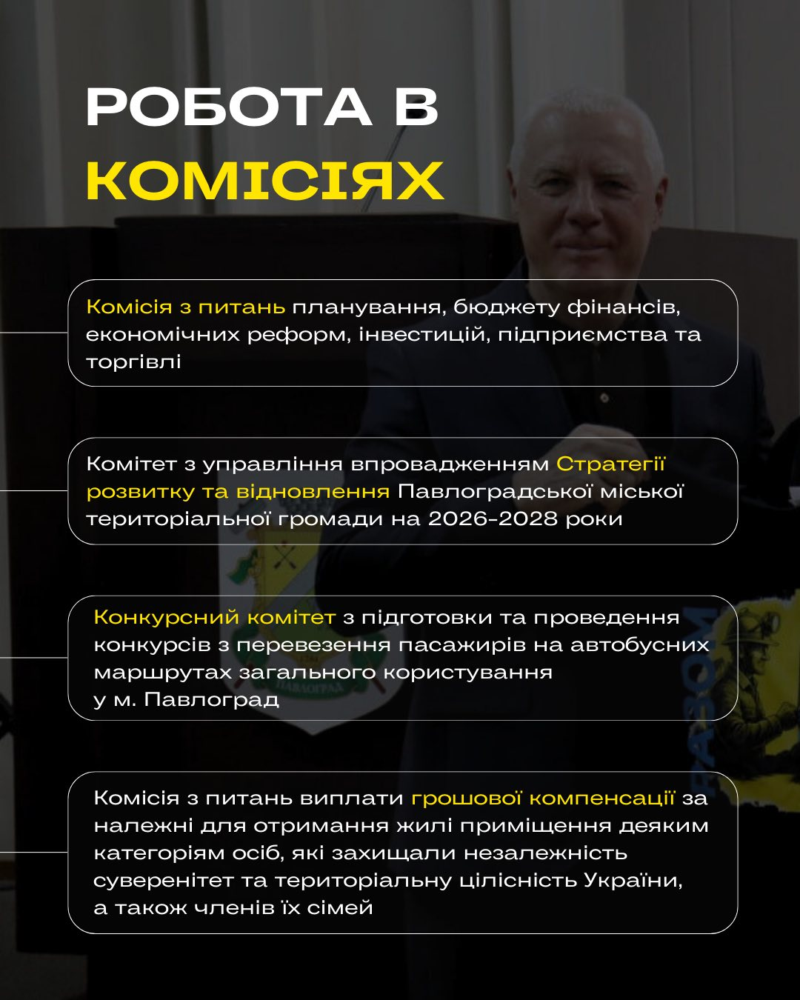 РОБОТА В
КОМІСІЯХ
Комісія з питань планування, бюджету фінансів,
економічних реформ, інвестицій, підприємства та
торгівлі
Комітет з управління впровадженням Стратегії
розвитку та відновлення Павлоградської міської
територіальної громади на 2026-2028 роки
Конкурсний комітет з підготовки та проведення
конкурсів з перевезення пасажирів на автобусних
маршрутах загального користування
у м. Павлоград
ПАВЛОГРАД
РАЗОМ
Комісія з питань виплати грошової компенсації за
належні для отримання жилі приміщення деяким
категоріям осіб, які захищали незалежність
суверенітет та територіальну цілісність України,
а також членів їх сімей